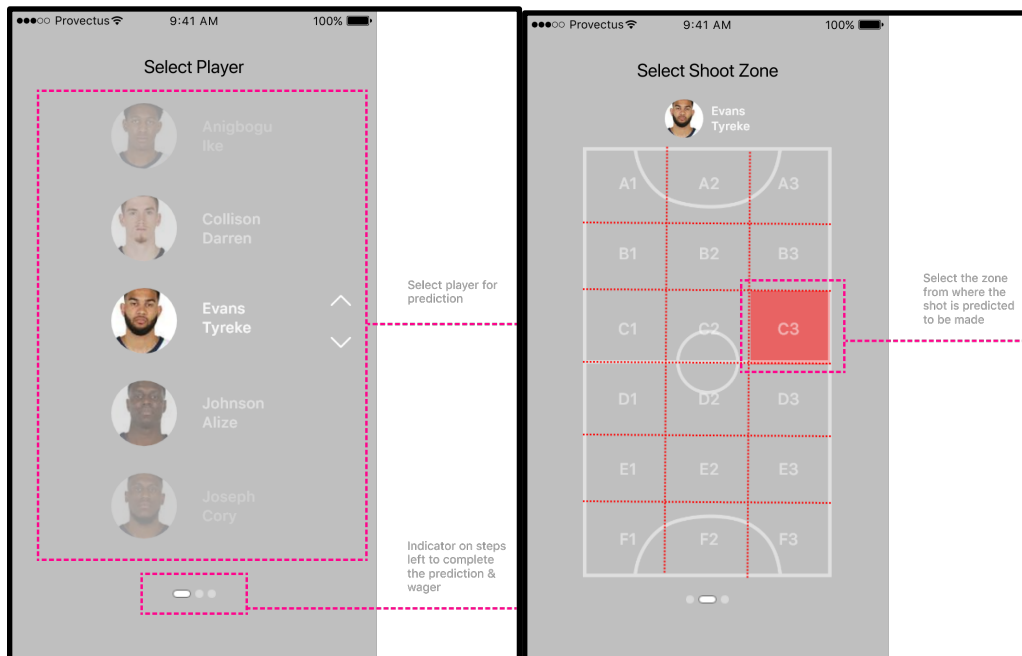 Provectus 9:41 AM 100%
Select Player
Anigbogu
Ike
Collison
Darren
Evans
Tyreke
Johnson
Alize
Joseph
Cory
Select player for
prediction
Indicator on steps
left to complete
the prediction &
wager
Provectus 9:41 AM 100%
Select Shoot Zone
Evans
Tyreke
A1 A2 A3
B1 B2 B3
C1 C2 C3
D1 D2 D3
E1 E2 E3
F1 F2 F3
Select the zone
from where the
shot is predicted
to be made